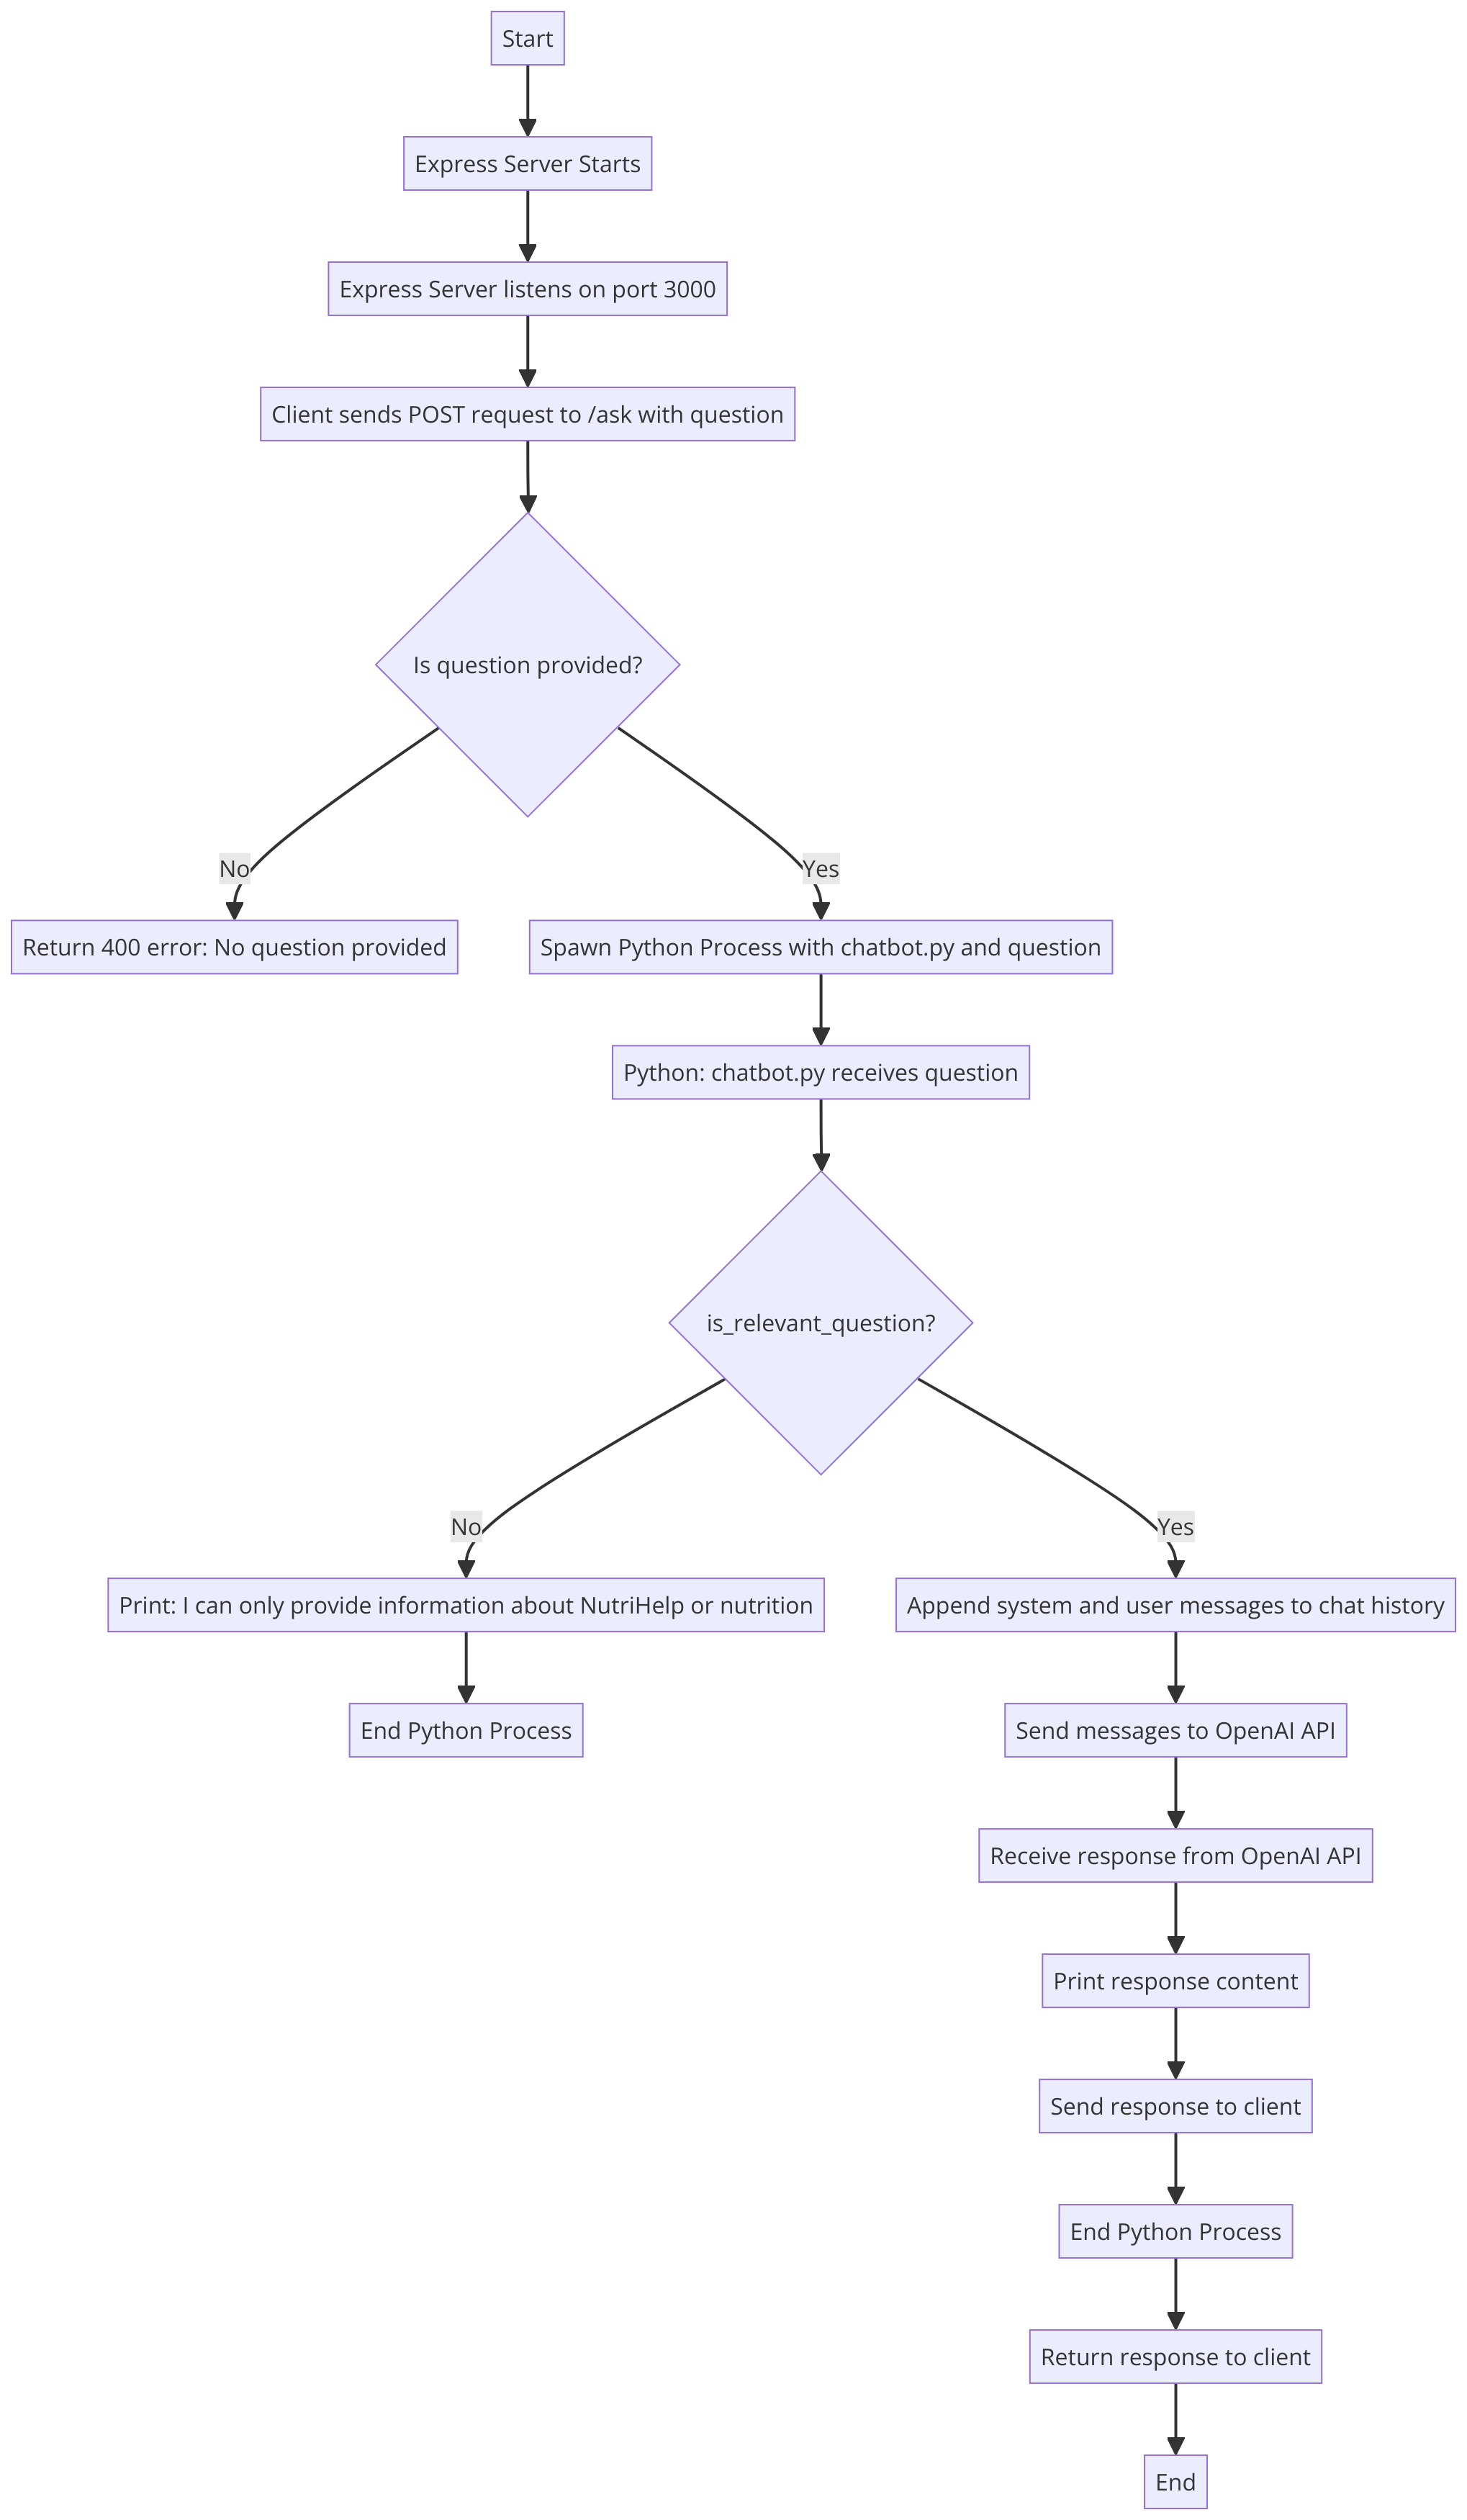 Start
Express Server Starts
Express Server listens on port 3000
Client sends POST request to /ask with question
Is question provided?
No
Yes
Return 400 error: No question provided
Spawn Python Process with chatbot.py and question
Python: chatbot.py receives question
is_relevant_question?
No
Yes
Print: I can only provide information about NutriHelp or nutrition
Append system and user messages to chat history
End Python Process
Send messages to OpenAI API
Receive response from OpenAI API
Print response content
Send response to client
End Python Process
Return response to client
End